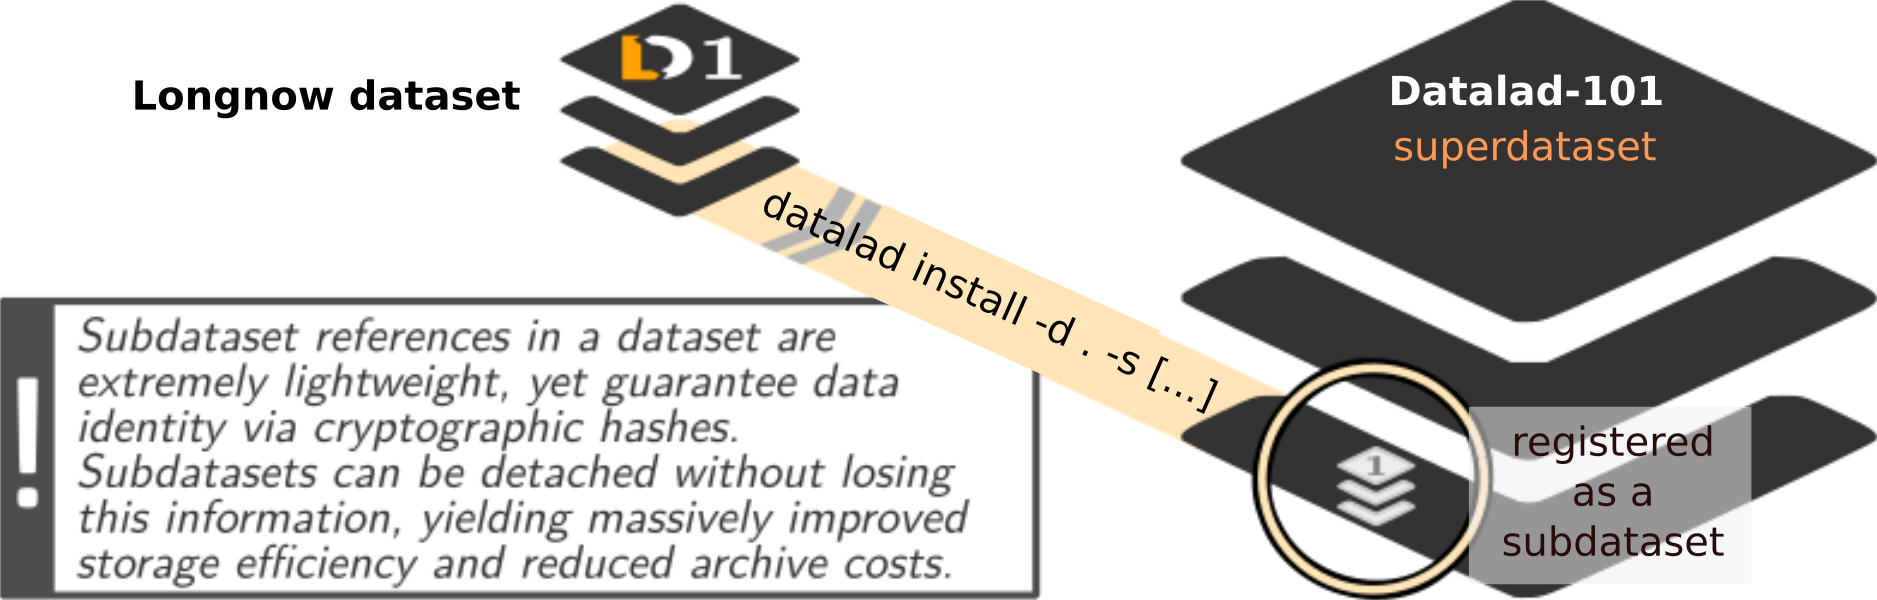 Longnow dataset
D1
Datalad-101
superdataset
datalad install -d . -s [...]
!
Subdataset references in a dataset are
extremely lightweight, yet guarantee data
identity via cryptographic hashes.
Subdatasets can be detached without losing
this information, yielding massively improved
storage efficiency and reduced archive costs.
1
registered
as a
subdataset